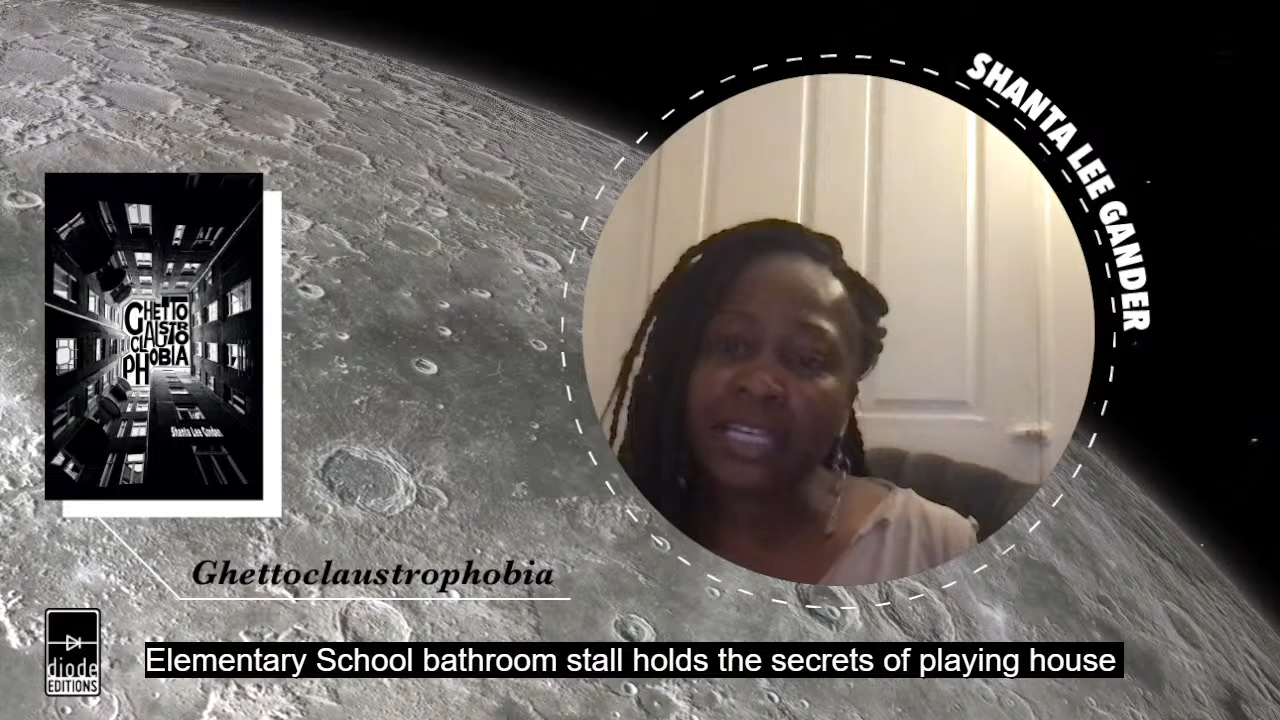 SHANTA LEE GANDER
GHETTO
CLAUSTRO
PHOBIA
Shanta Lee Gander
Ghettoclaustrophobia
diode
EDITIONS
Elementary School bathroom stall holds the secrets of playing house